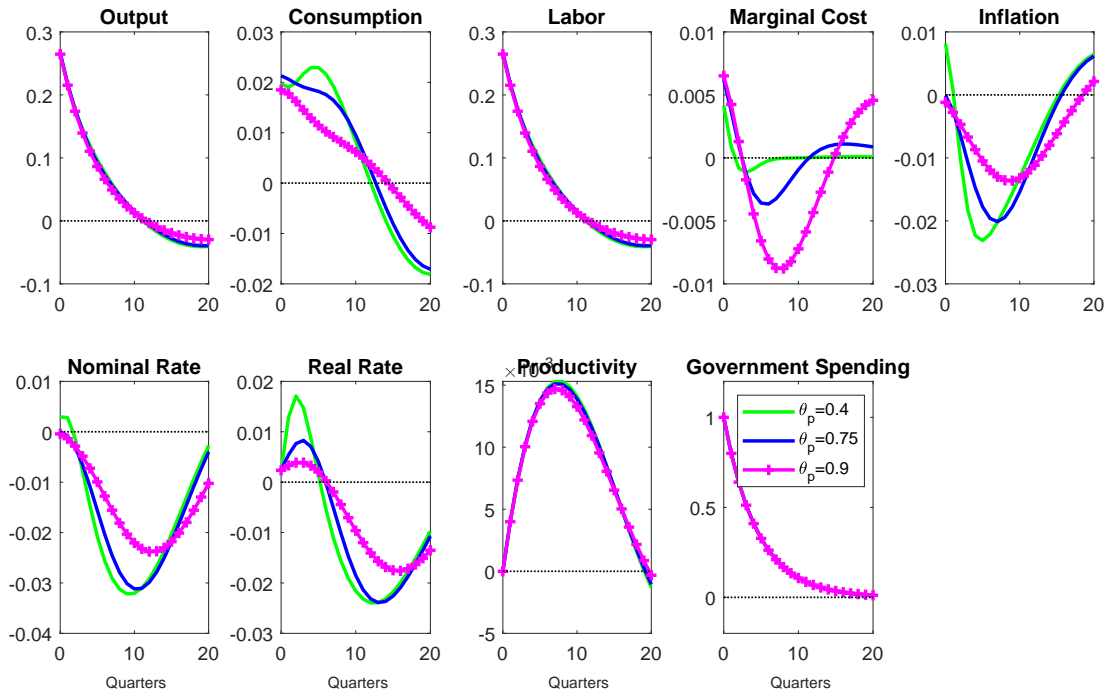 Output
0.3
0.2
0.1
0
-0.1
0 10 20
Consumption
0.03
0.02
0.01
0
-0.01
-0.02
0 10 20
Labor
0.3
0.2
0.1
0
-0.1
0 10 20
Marginal Cost
0.01
0.005
0
-0.005
-0.01
0 10 20
Inflation
0.01
0
-0.01
-0.02
-0.03
0 10 20
Nominal Rate
0.01
0
-0.01
-0.02
-0.03
-0.04
0 10 20
Quarters
Real Rate
0.02
0.01
0
-0.01
-0.02
-0.03
0 10 20
Quarters
×10⁻³
Productivity
15
10
5
0
-5
0 10 20
Quarters
Government Spending
1
0.5
0
0 10 20
Quarters
θp=0.4
θp=0.75
θp=0.9